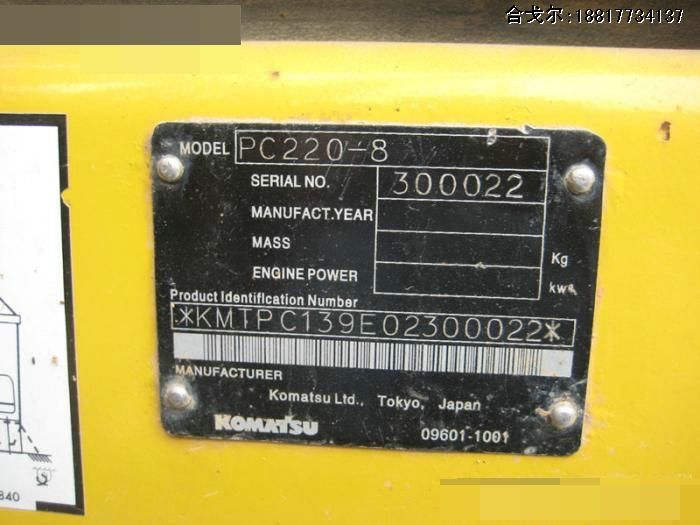 合戈尔:18817734137
MODEL PC220-8
SERIAL NO. 300022
MANUFACT.YEAR
MASS Kg
ENGINE POWER kw
Product Identification Number
*KMTPC139E02300022*
MANUFACTURER
Komatsu Ltd., Tokyo, Japan
KOMATSU 09601-1001
840